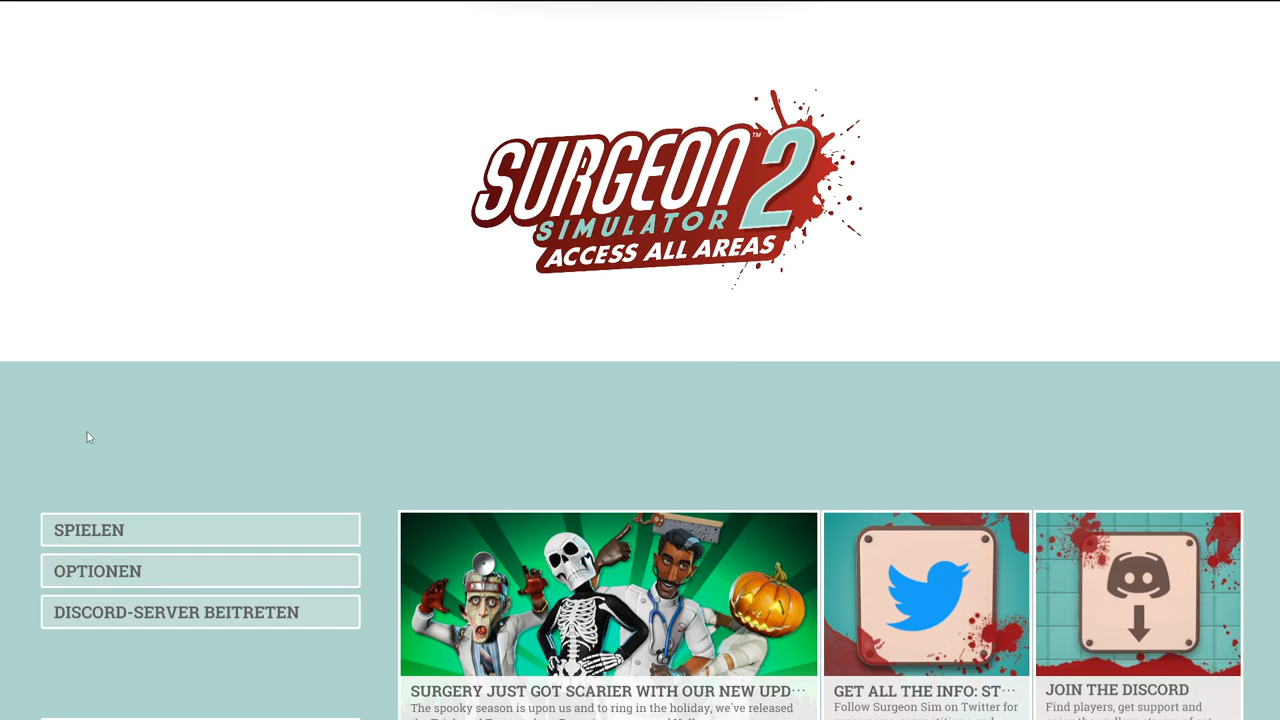 SURGEON 2 ™
SIMULATOR
ACCESS ALL AREAS
SPIELEN
OPTIONEN
DISCORD-SERVER BEITRETEN
SURGERY JUST GOT SCARIER WITH OUR NEW UPD···
The spooky season is upon us and to ring in the holiday, we've released
GET ALL THE INFO: ST···
Follow Surgeon Sim on Twitter for
JOIN THE DISCORD
Find players, get support and